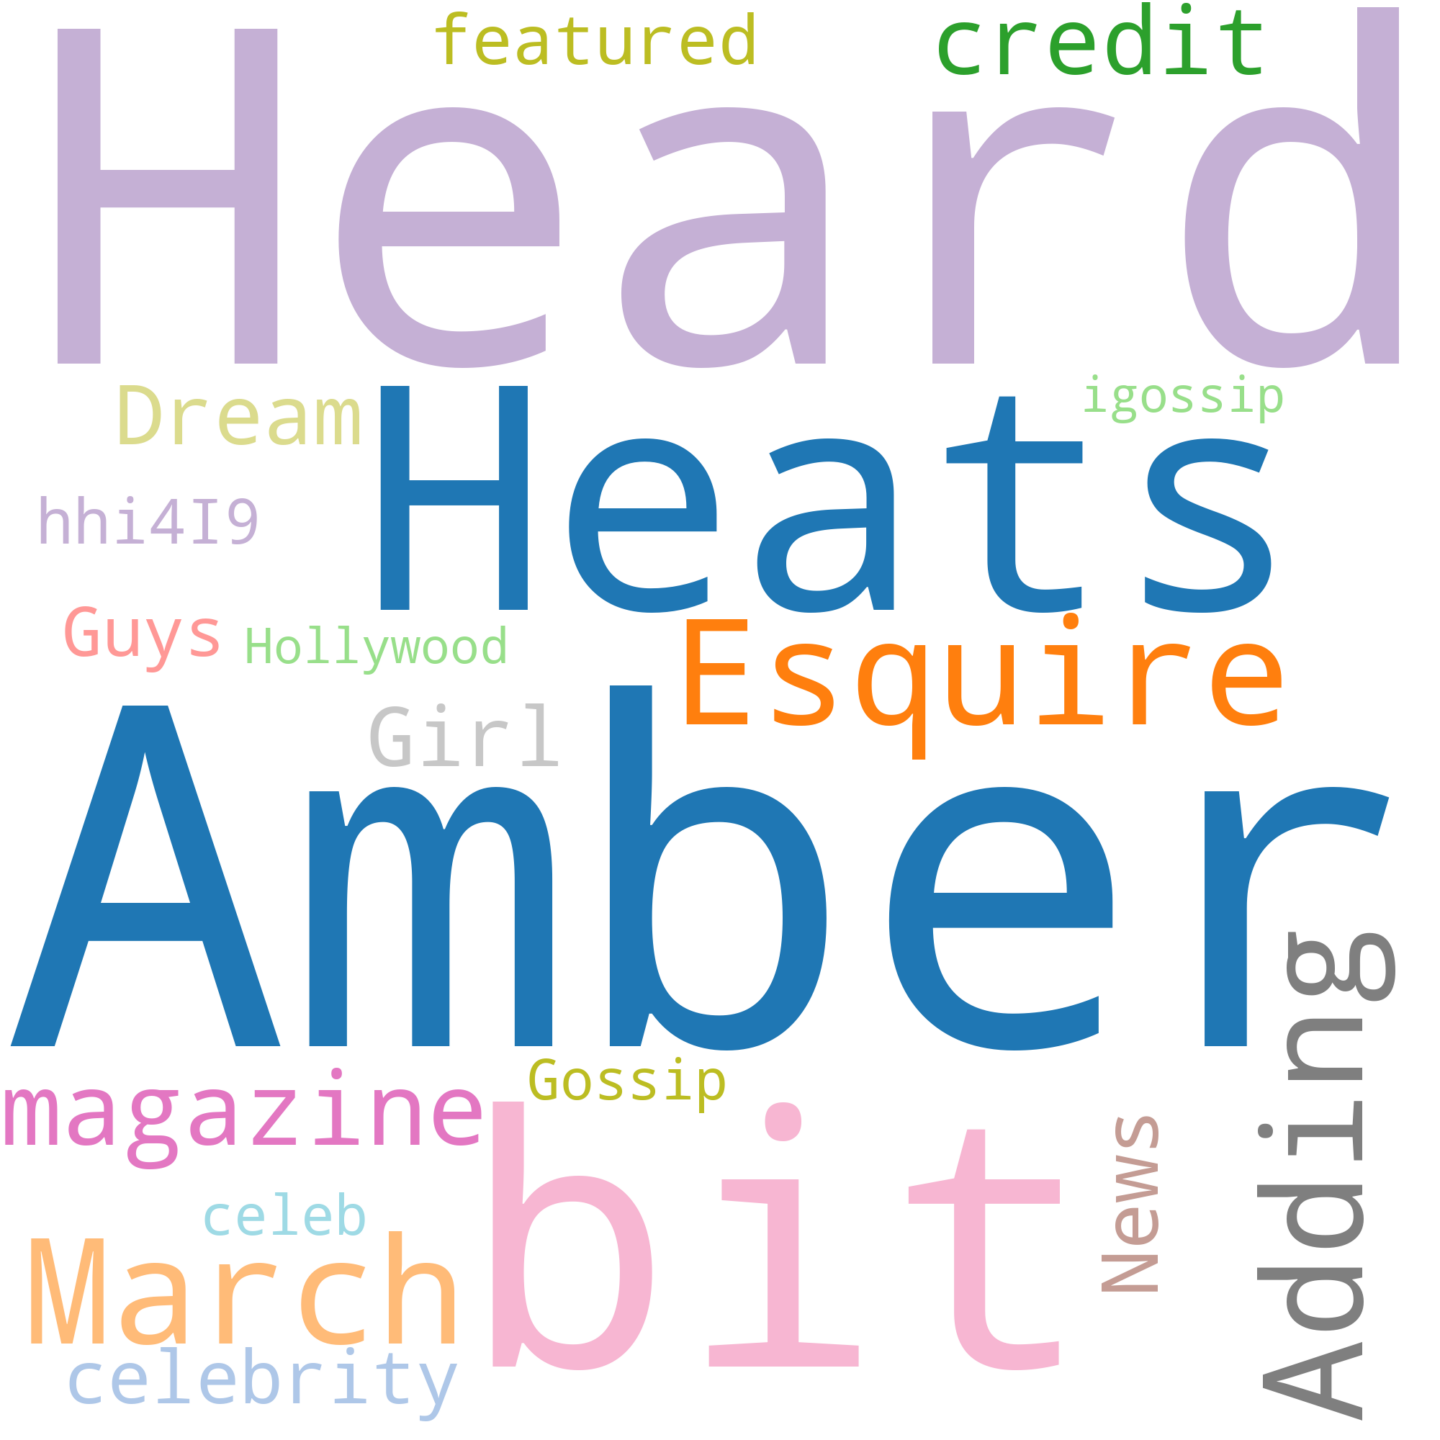 featured
credit
Heard
Dream
igossip
Heats
hhi4I9
Guys
Hollywood
Esquire
Girl
Amber
Adding
magazine
Gossip
bit
News
celeb
March
celebrity